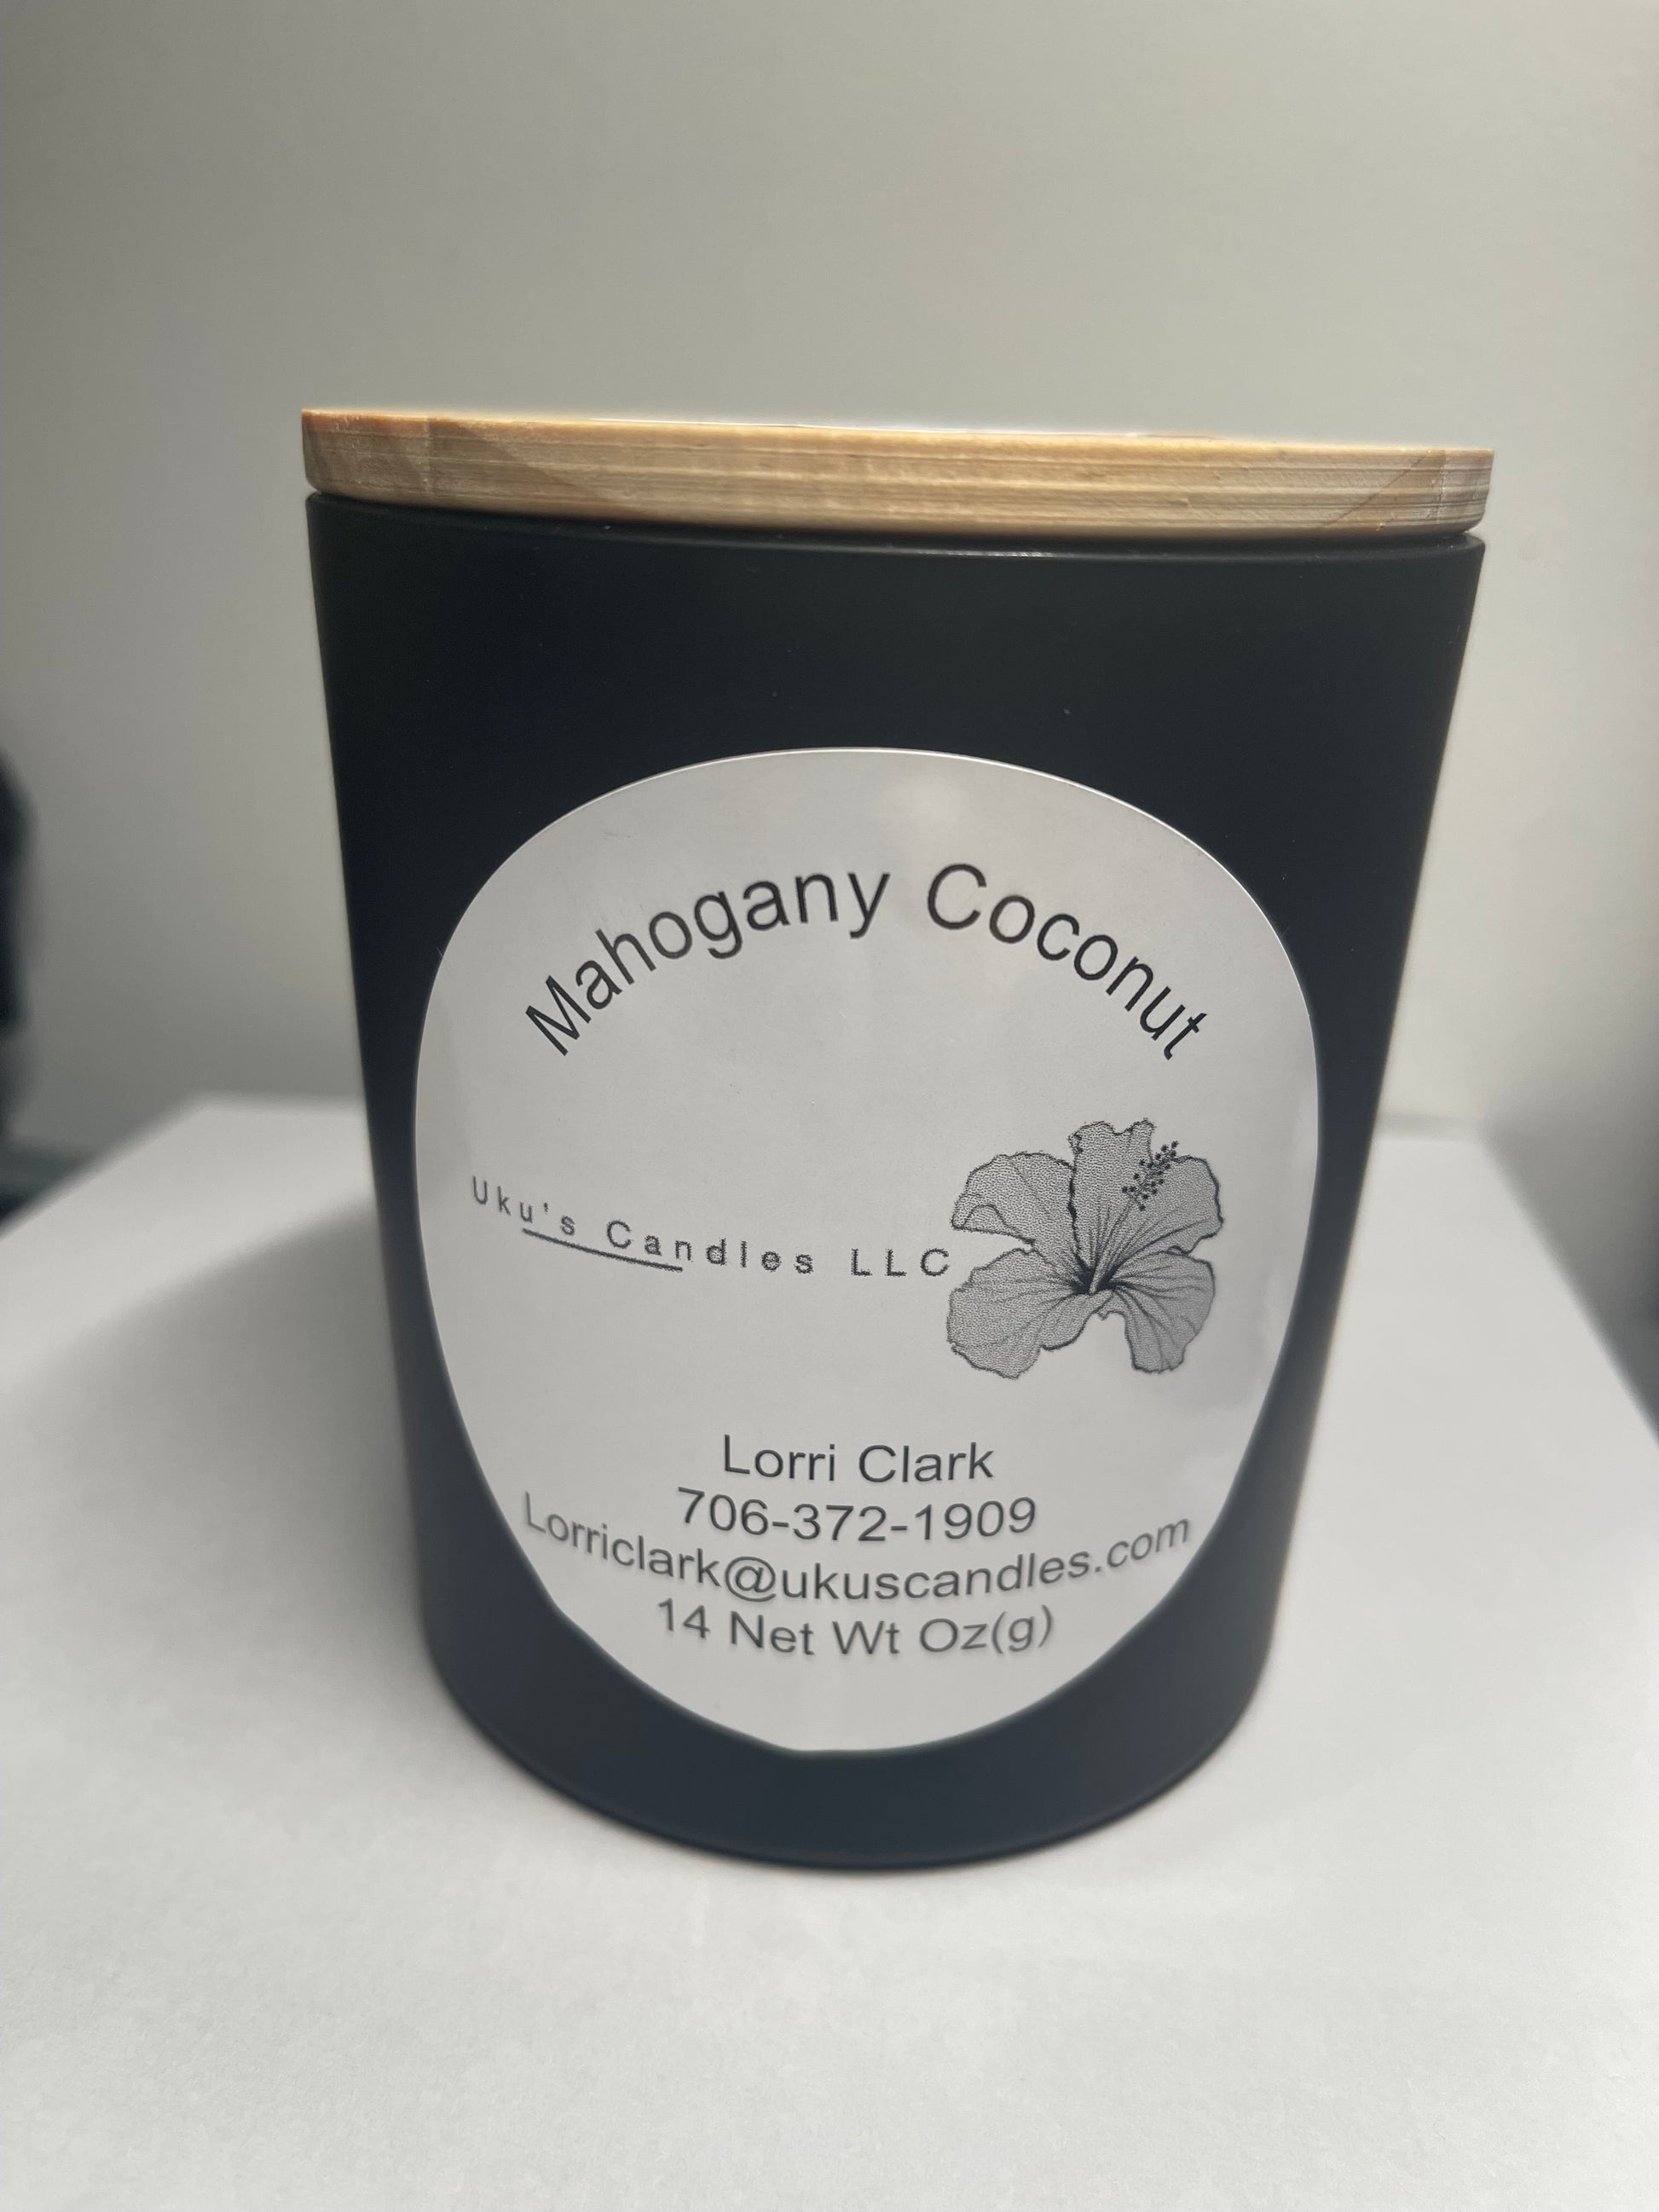 Mahogany Coconut
Uku's Candles LLC
Lorri Clark
706-372-1909
Lorriclark@ukuscandles.com
14 Net Wt Oz(g)